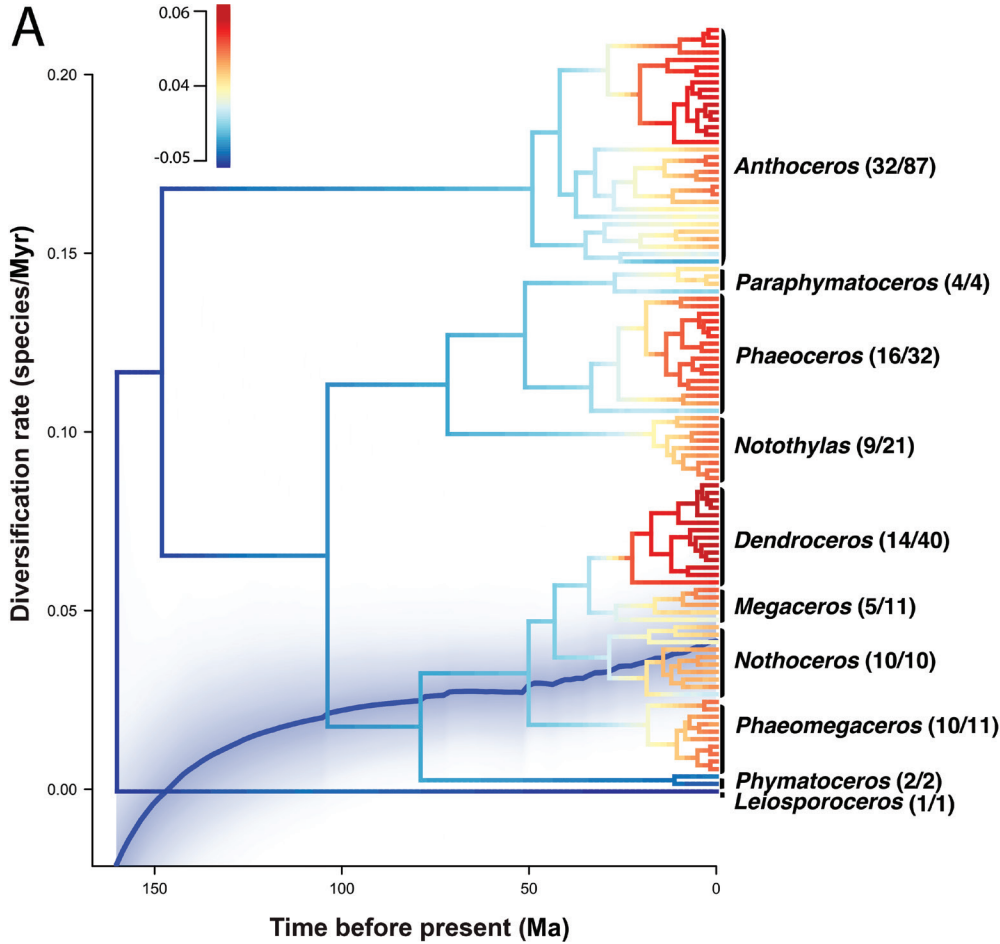 A
0.06
0.04
-0.05
Diversification rate (species/Myr)
0.20
0.15
0.10
0.05
0.00
Anthoceros (32/87)
Paraphymatoceros (4/4)
Phaeoceros (16/32)
Notothylas (9/21)
Dendroceros (14/40)
Megaceros (5/11)
Nothoceros (10/10)
Phaeomegaceros (10/11)
Phymatoceros (2/2)
Leiosporoceros (1/1)
150
100
50
0
Time before present (Ma)